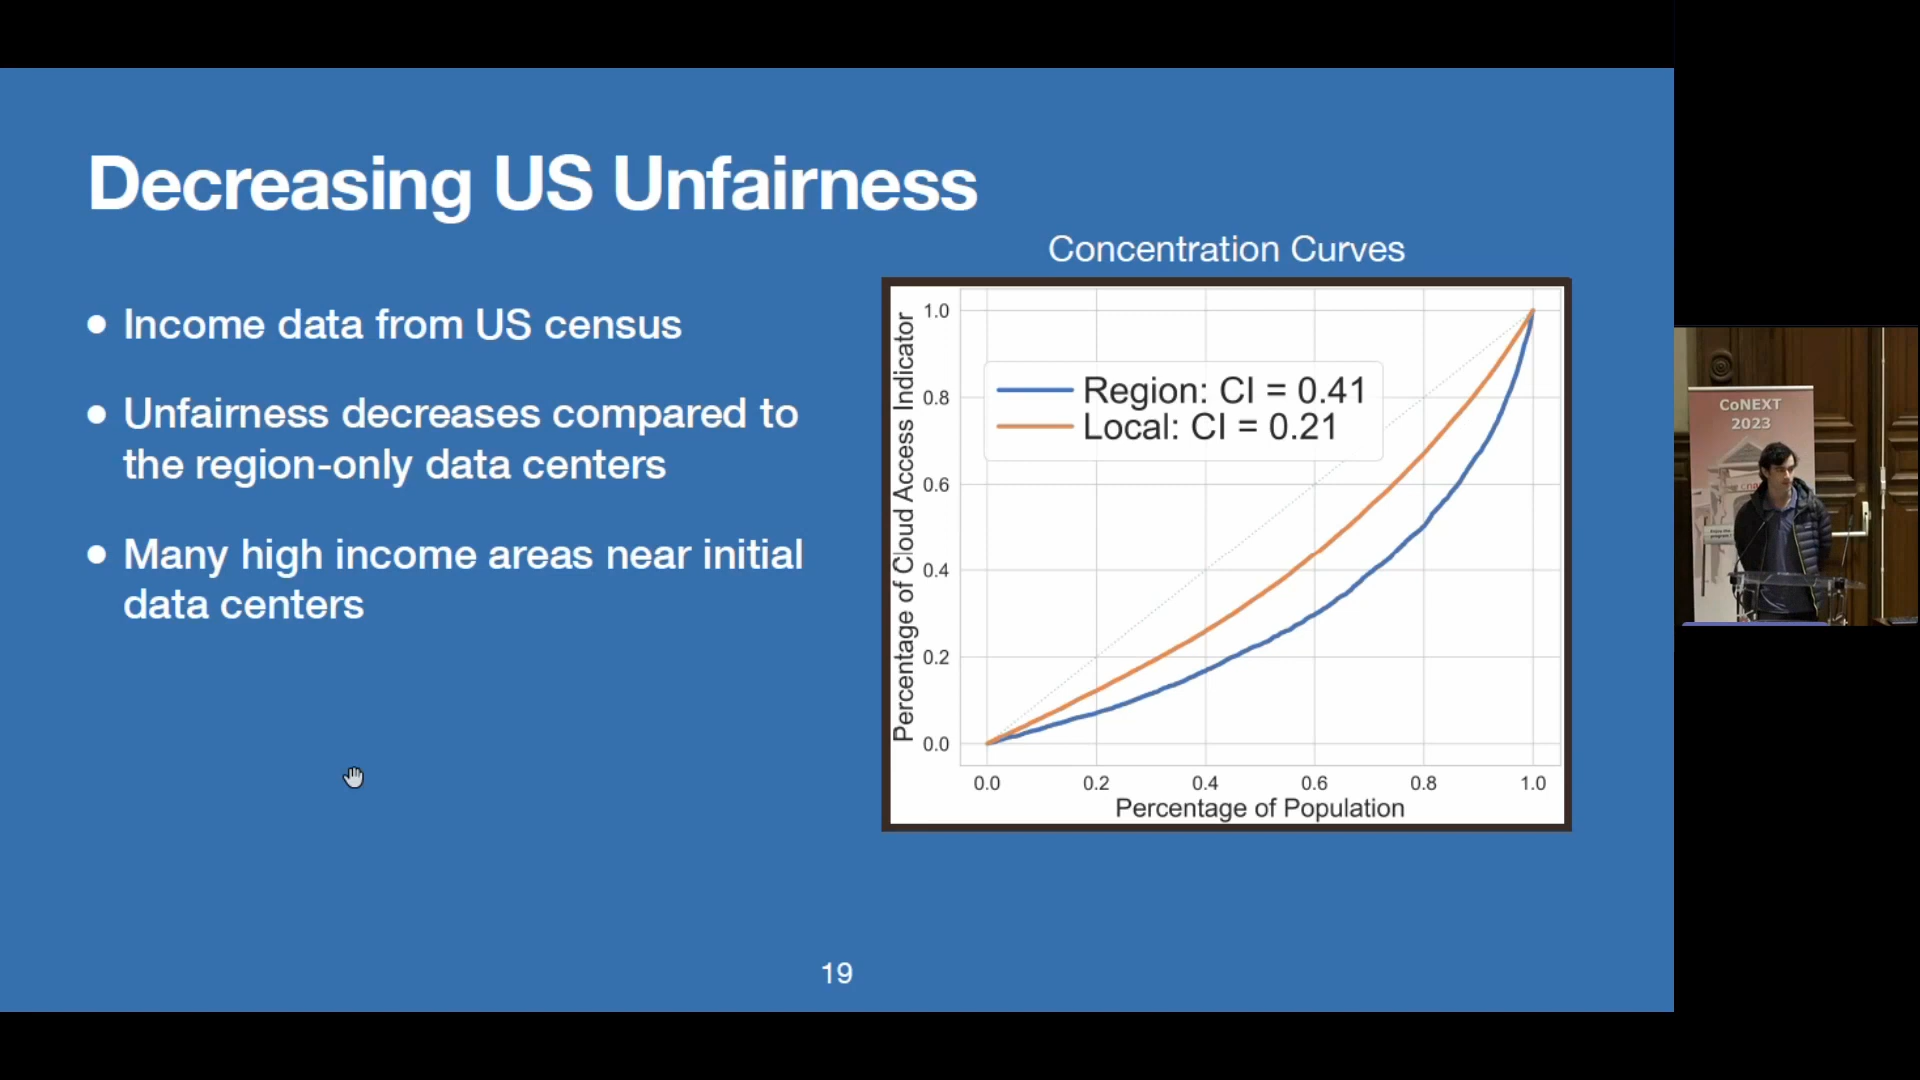 Decreasing US Unfairness
• Income data from US census
• Unfairness decreases compared to
the region-only data centers
• Many high income areas near initial
data centers
Concentration Curves
Percentage of Cloud Access Indicator
1.0
0.8
0.6
0.4
0.2
0.0
Region: CI = 0.41
Local: CI = 0.21
0.0 0.2 0.4 0.6 0.8 1.0
Percentage of Population
19
CoNEXT
2023